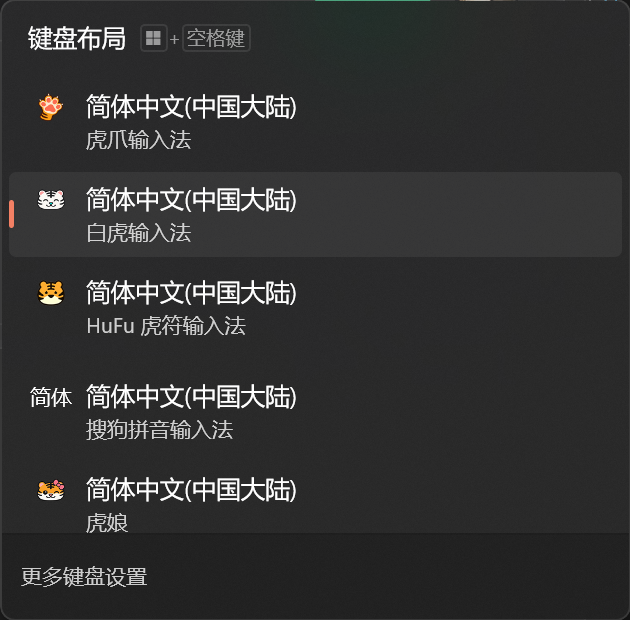 键盘布局 + 空格键
简体中文(中国大陆)
虎爪输入法
简体中文(中国大陆)
白虎输入法
简体中文(中国大陆)
HuFu 虎符输入法
简体 简体中文(中国大陆)
搜狗拼音输入法
简体中文(中国大陆)
虎娘
更多键盘设置